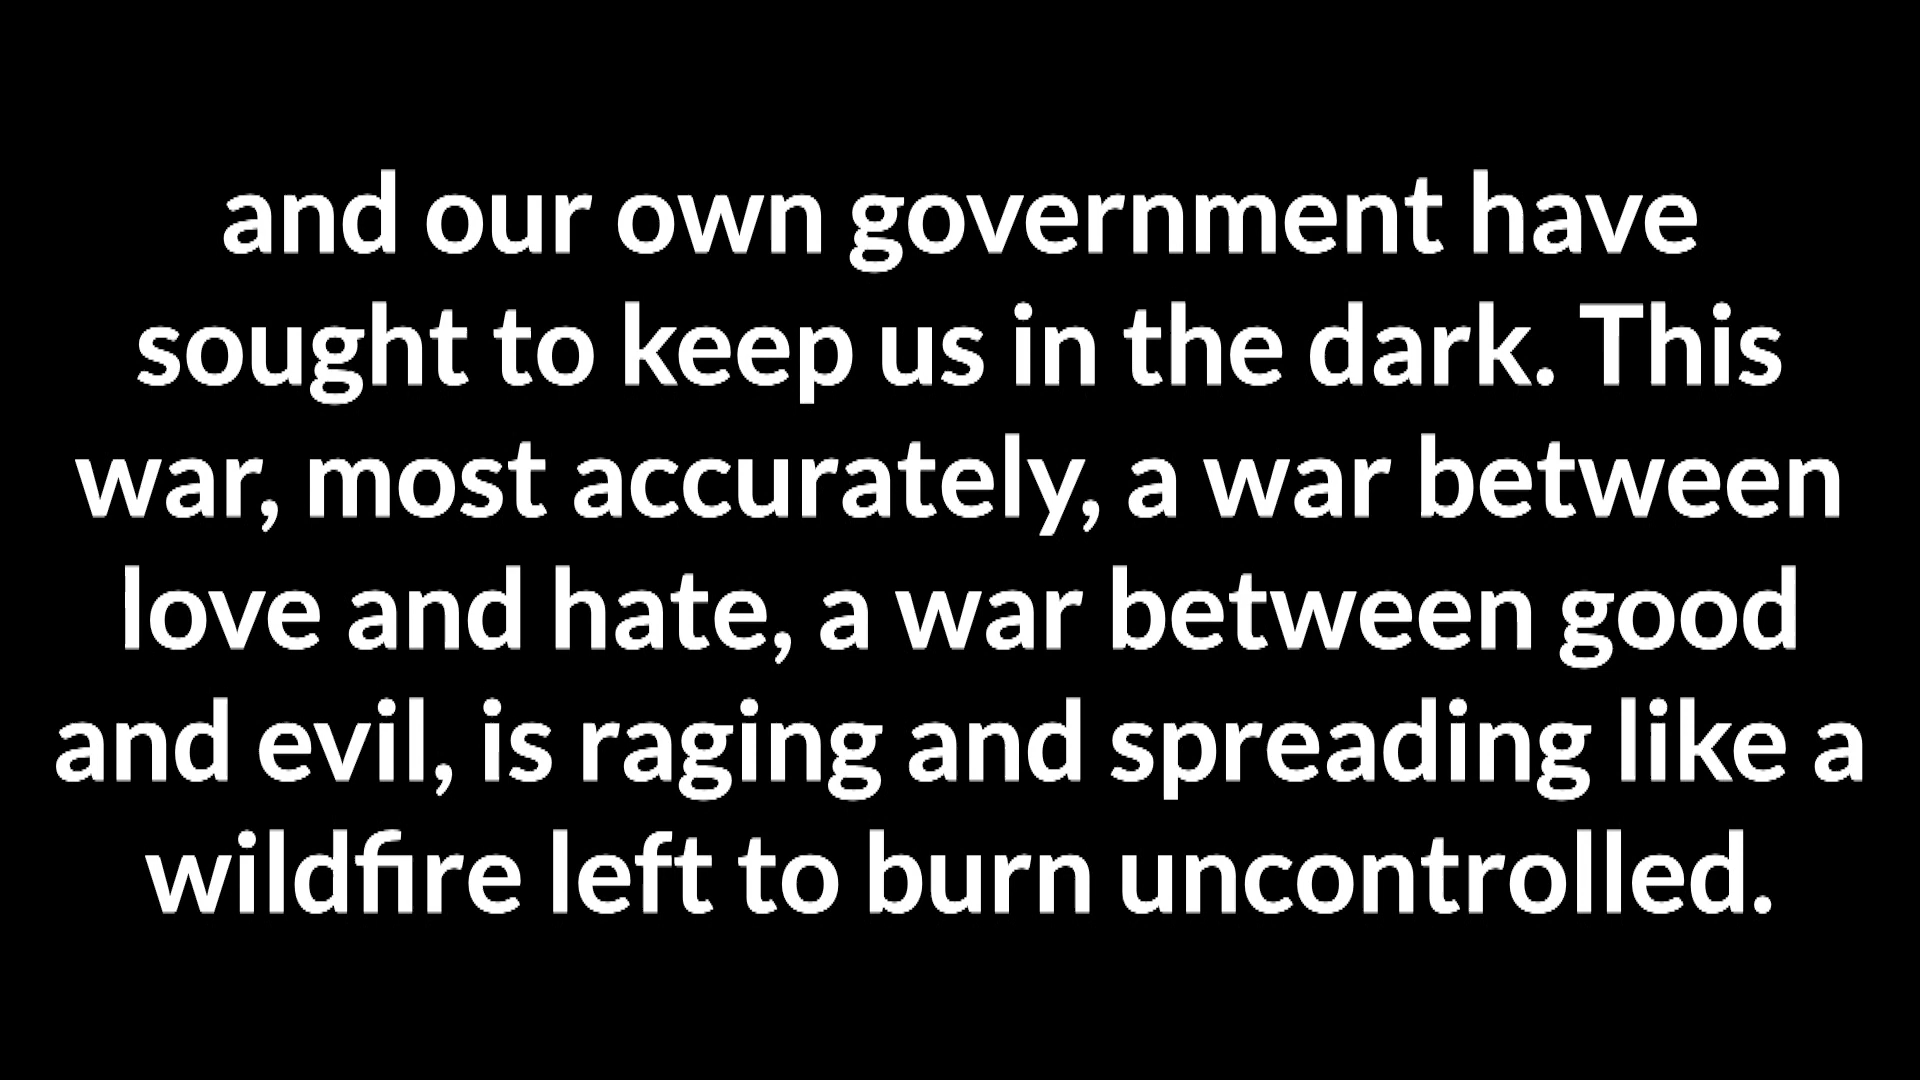 and our own government have
sought to keep us in the dark. This
war, most accurately, a war between
love and hate, a war between good
and evil, is raging and spreading like a
wildfire left to burn uncontrolled.